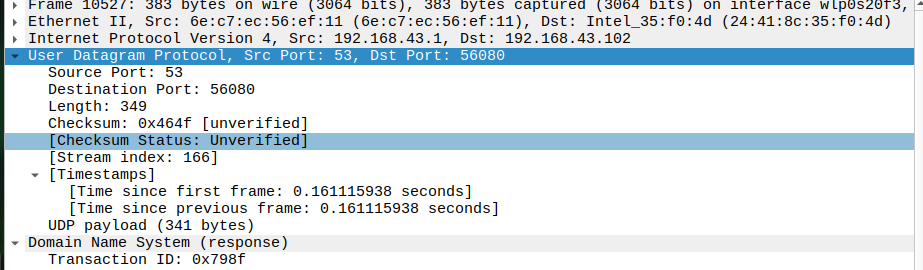 Frame 10527: 383 bytes on wire (3064 bits), 383 bytes captured (3064 bits) on interface wlp0s20f3,
Ethernet II, Src: 6e:c7:ec:56:ef:11 (6e:c7:ec:56:ef:11), Dst: Intel_35:f0:4d (24:41:8c:35:f0:4d)
Internet Protocol Version 4, Src: 192.168.43.1, Dst: 192.168.43.102
User Datagram Protocol, Src Port: 53, Dst Port: 56080
Source Port: 53
Destination Port: 56080
Length: 349
Checksum: 0x464f [unverified]
[Checksum Status: Unverified]
[Stream index: 166]
[Timestamps]
[Time since first frame: 0.161115938 seconds]
[Time since previous frame: 0.161115938 seconds]
UDP payload (341 bytes)
Domain Name System (response)
Transaction ID: 0x798f